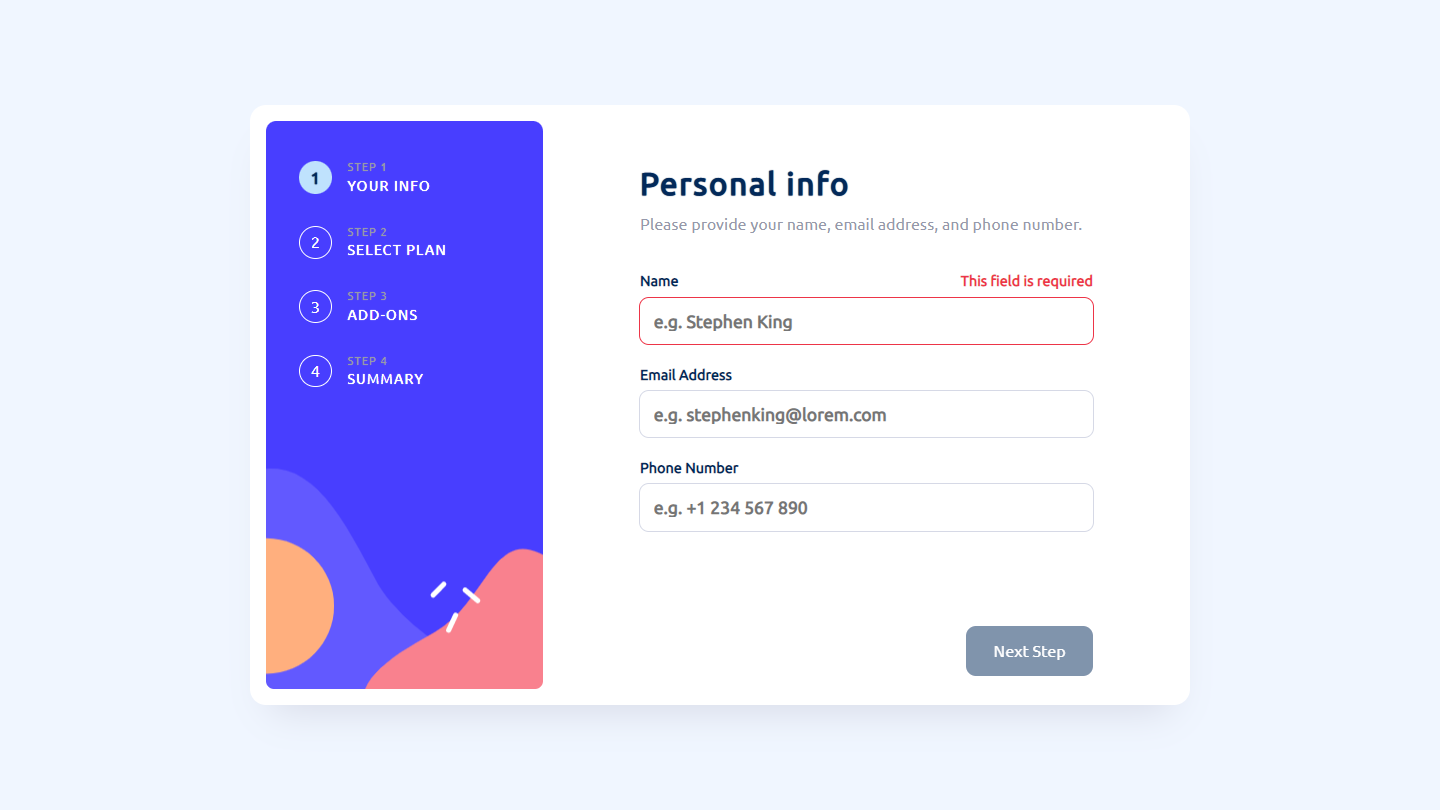 1
STEP 1
YOUR INFO
2
STEP 2
SELECT PLAN
3
STEP 3
ADD-ONS
4
STEP 4
SUMMARY
Personal info
Please provide your name, email address, and phone number.
Name
This field is required
e.g. Stephen King
Email Address
e.g. stephenking@lorem.com
Phone Number
e.g. +1 234 567 890
Next Step